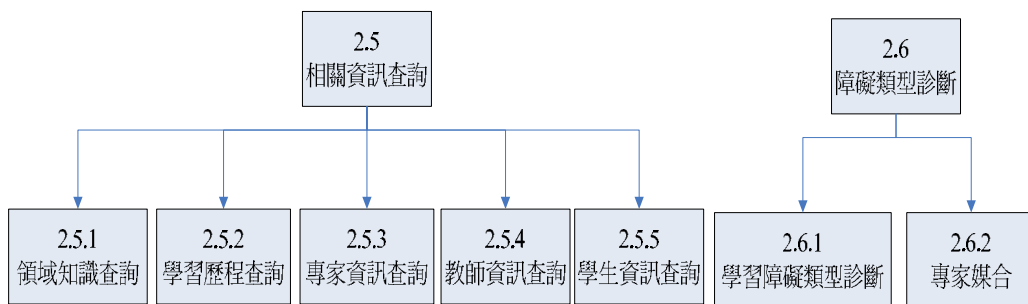 2.5
相關資訊查詢
2.6
障礙類型診斷
2.5.1
領域知識查詢
2.5.2
學習歷程查詢
2.5.3
專家資訊查詢
2.5.4
教師資訊查詢
2.5.5
學生資訊查詢
2.6.1
學習障礙類型診斷
2.6.2
專家媒合